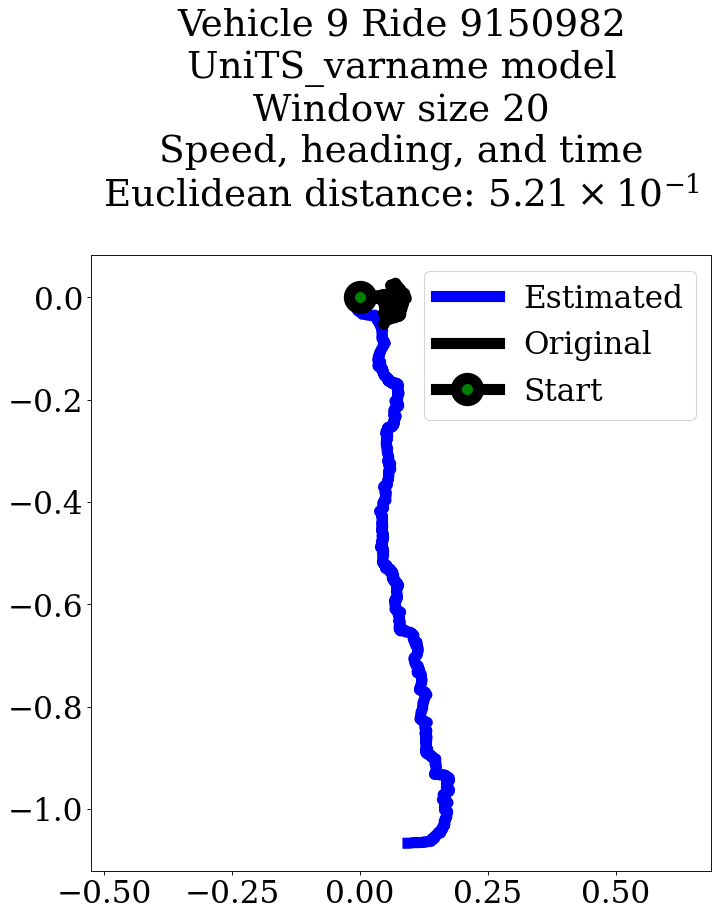 Vehicle 9 Ride 9150982
UniTS_varname model
Window size 20
Speed, heading, and time
Euclidean distance: 5.21 × 10⁻¹
Estimated
Original
Start
0.0
−0.2
−0.4
−0.6
−0.8
−1.0
−0.50 −0.25 0.00 0.25 0.50